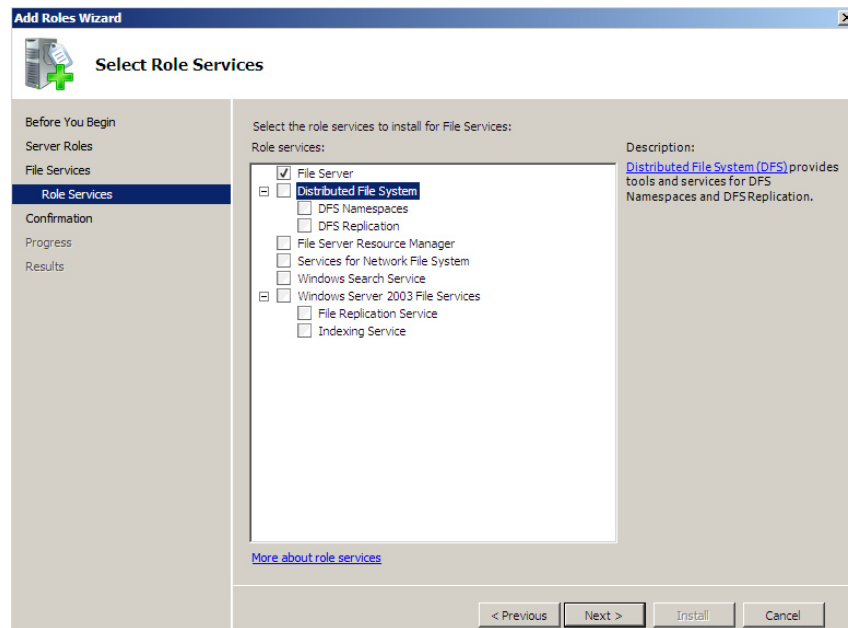 Add Roles Wizard
Select Role Services
Before You Begin
Server Roles
File Services
Role Services
Confirmation
Progress
Results
Select the role services to install for File Services:
Role services:
File Server
Distributed File System
DFS Namespaces
DFS Replication
File Server Resource Manager
Services for Network File System
Windows Search Service
Windows Server 2003 File Services
File Replication Service
Indexing Service
More about role services
Description:
Distributed File System (DFS) provides
tools and services for DFS
Namespaces and DFS Replication.
< Previous
Next >
Install
Cancel